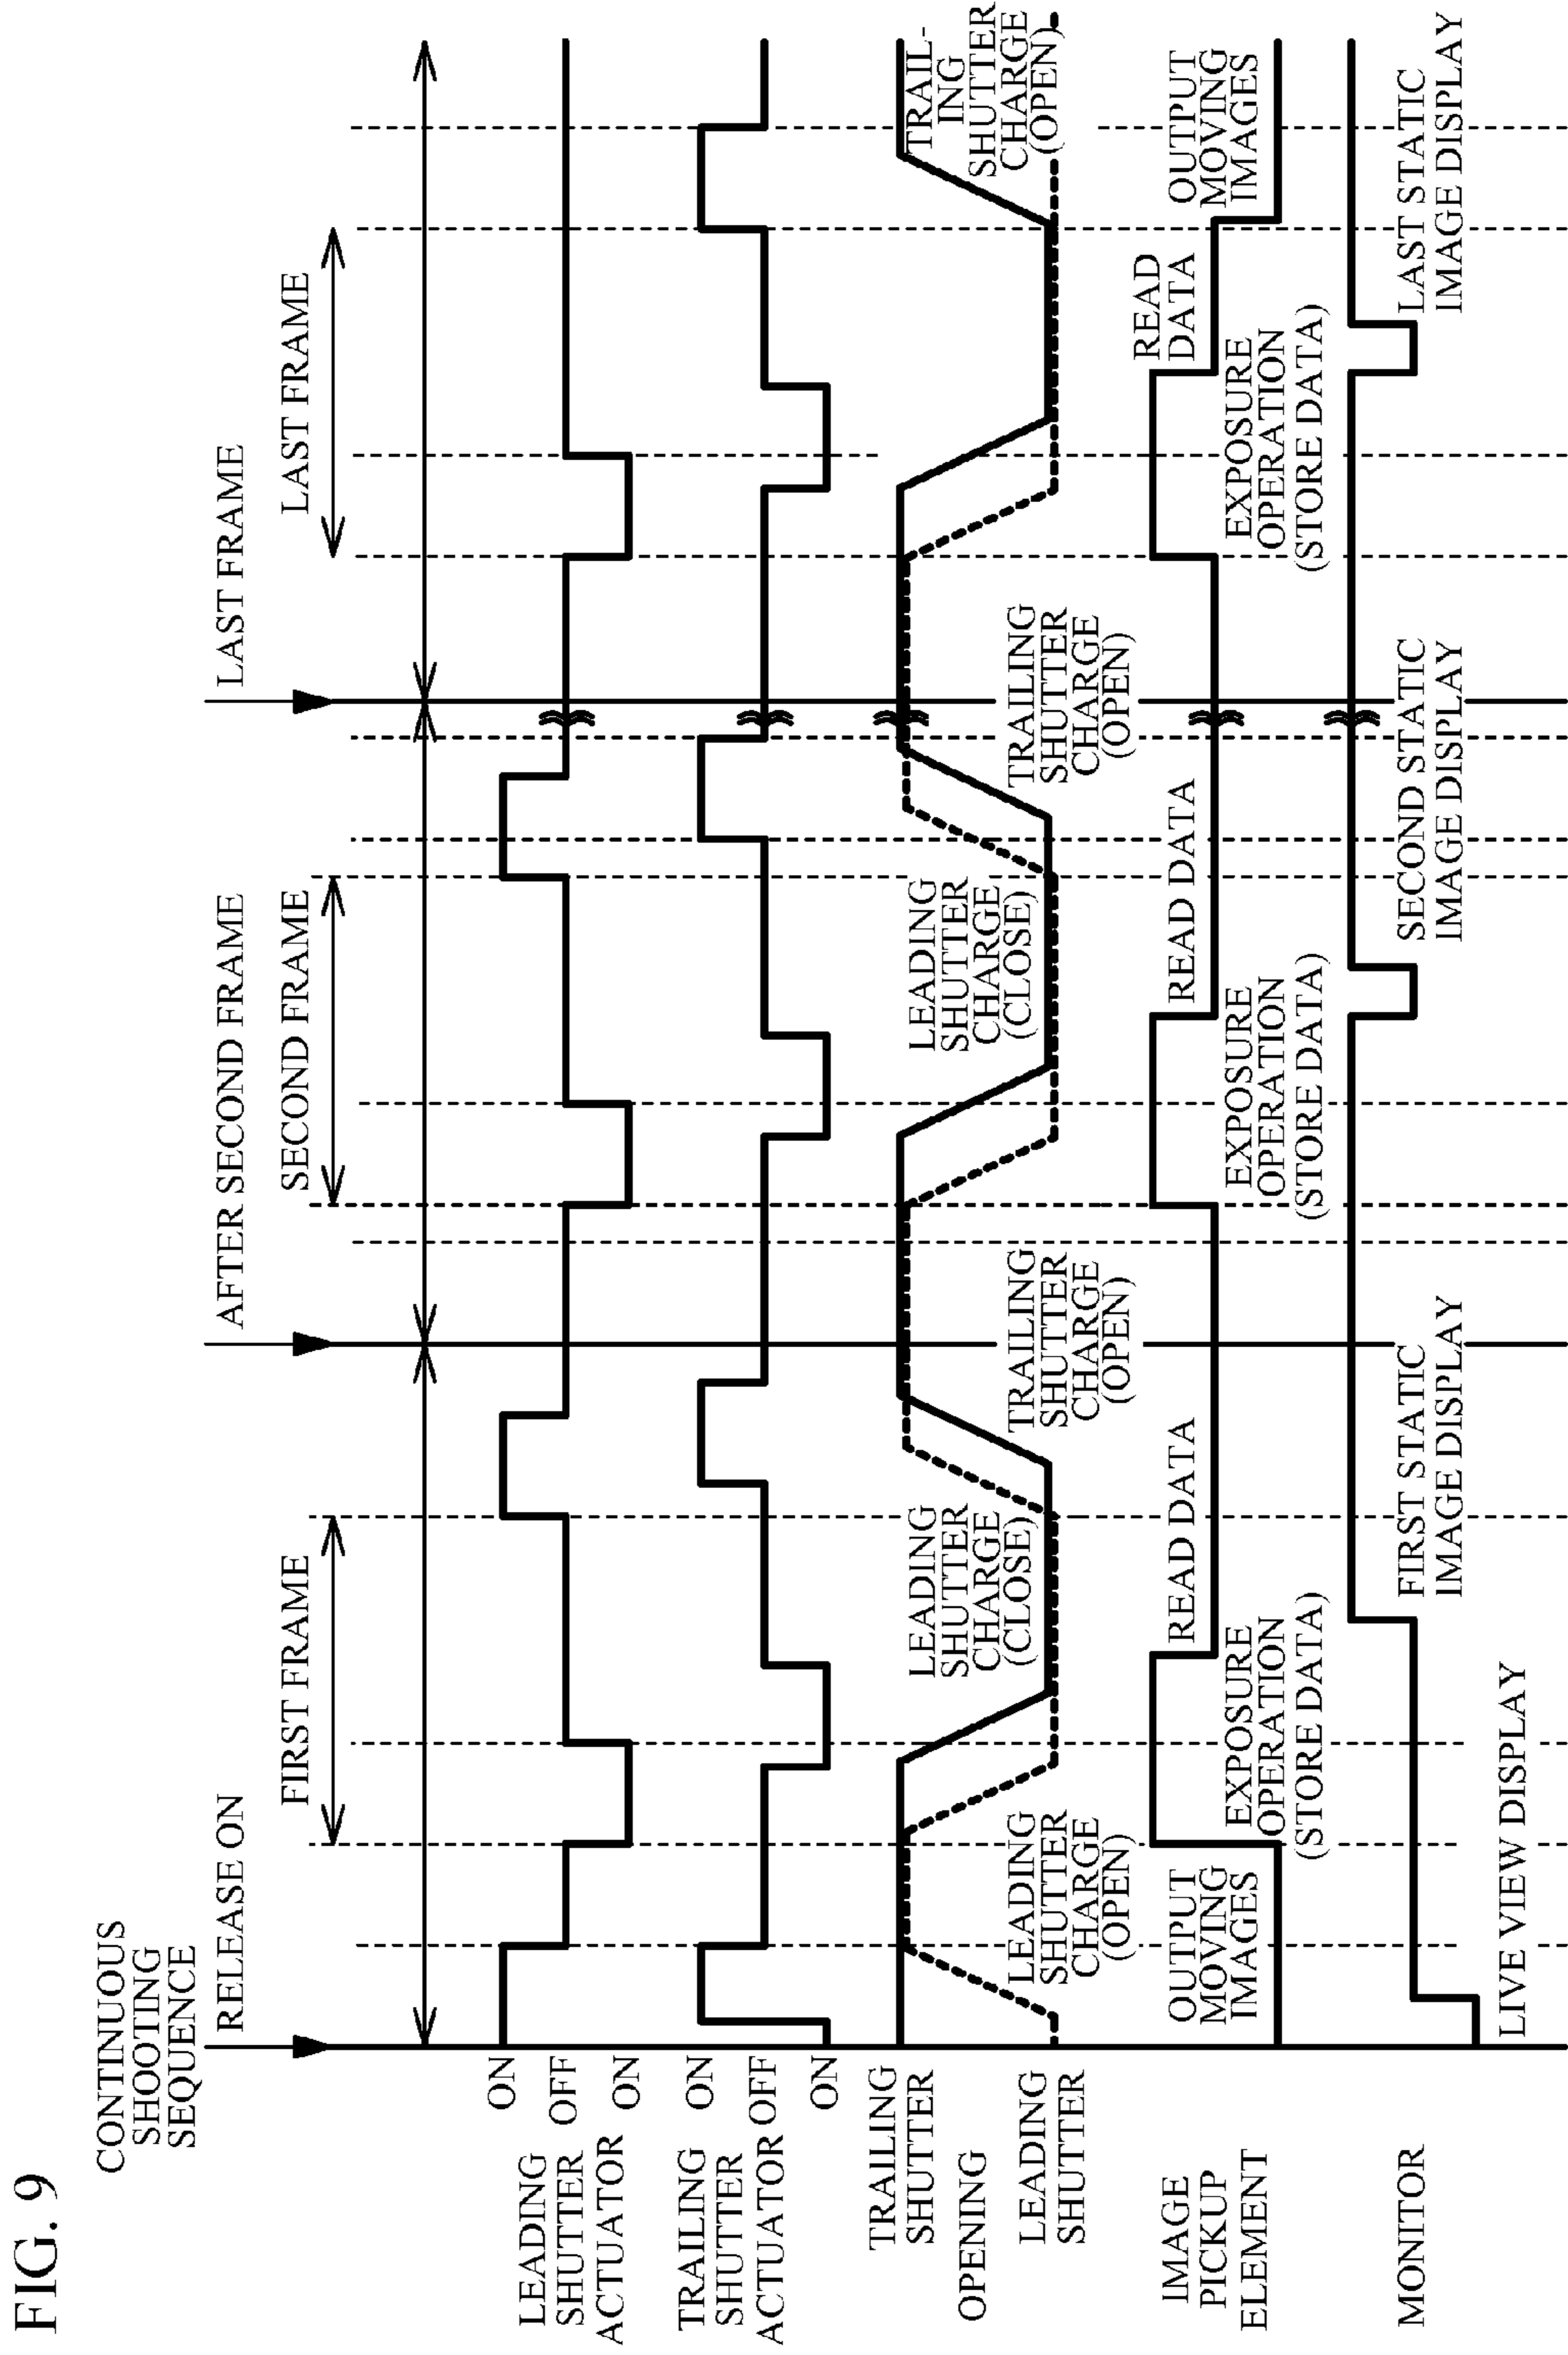 FIG. 9
CONTINUOUS
SHOOTING
SEQUENCE
RELEASE ON
AFTER SECOND FRAME
LAST FRAME
FIRST FRAME
SECOND FRAME
LAST FRAME
LEADING
SHUTTER
ACTUATOR
ON
OFF
ON
TRAILING
SHUTTER
ACTUATOR
ON
OFF
ON
TRAILING
SHUTTER
OPENING
LEADING
SHUTTER
LEADING
SHUTTER
CHARGE
(OPEN)
LEADING
SHUTTER
CHARGE
(CLOSE)
TRAILING
SHUTTER
CHARGE
(OPEN)
LEADING
SHUTTER
CHARGE
(CLOSE)
TRAILING
SHUTTER
CHARGE
(OPEN)
TRAIL-
ING
SHUTTER
CHARGE
(OPEN)
IMAGE
PICKUP
ELEMENT
OUTPUT
MOVING
IMAGES
EXPOSURE
OPERATION
(STORE DATA)
READ DATA
EXPOSURE
OPERATION
(STORE DATA)
READ DATA
EXPOSURE
OPERATION
(STORE DATA)
READ
DATA
OUTPUT
MOVING
IMAGES
MONITOR
LIVE VIEW DISPLAY
FIRST STATIC
IMAGE DISPLAY
SECOND STATIC
IMAGE DISPLAY
LAST STATIC
IMAGE DISPLAY